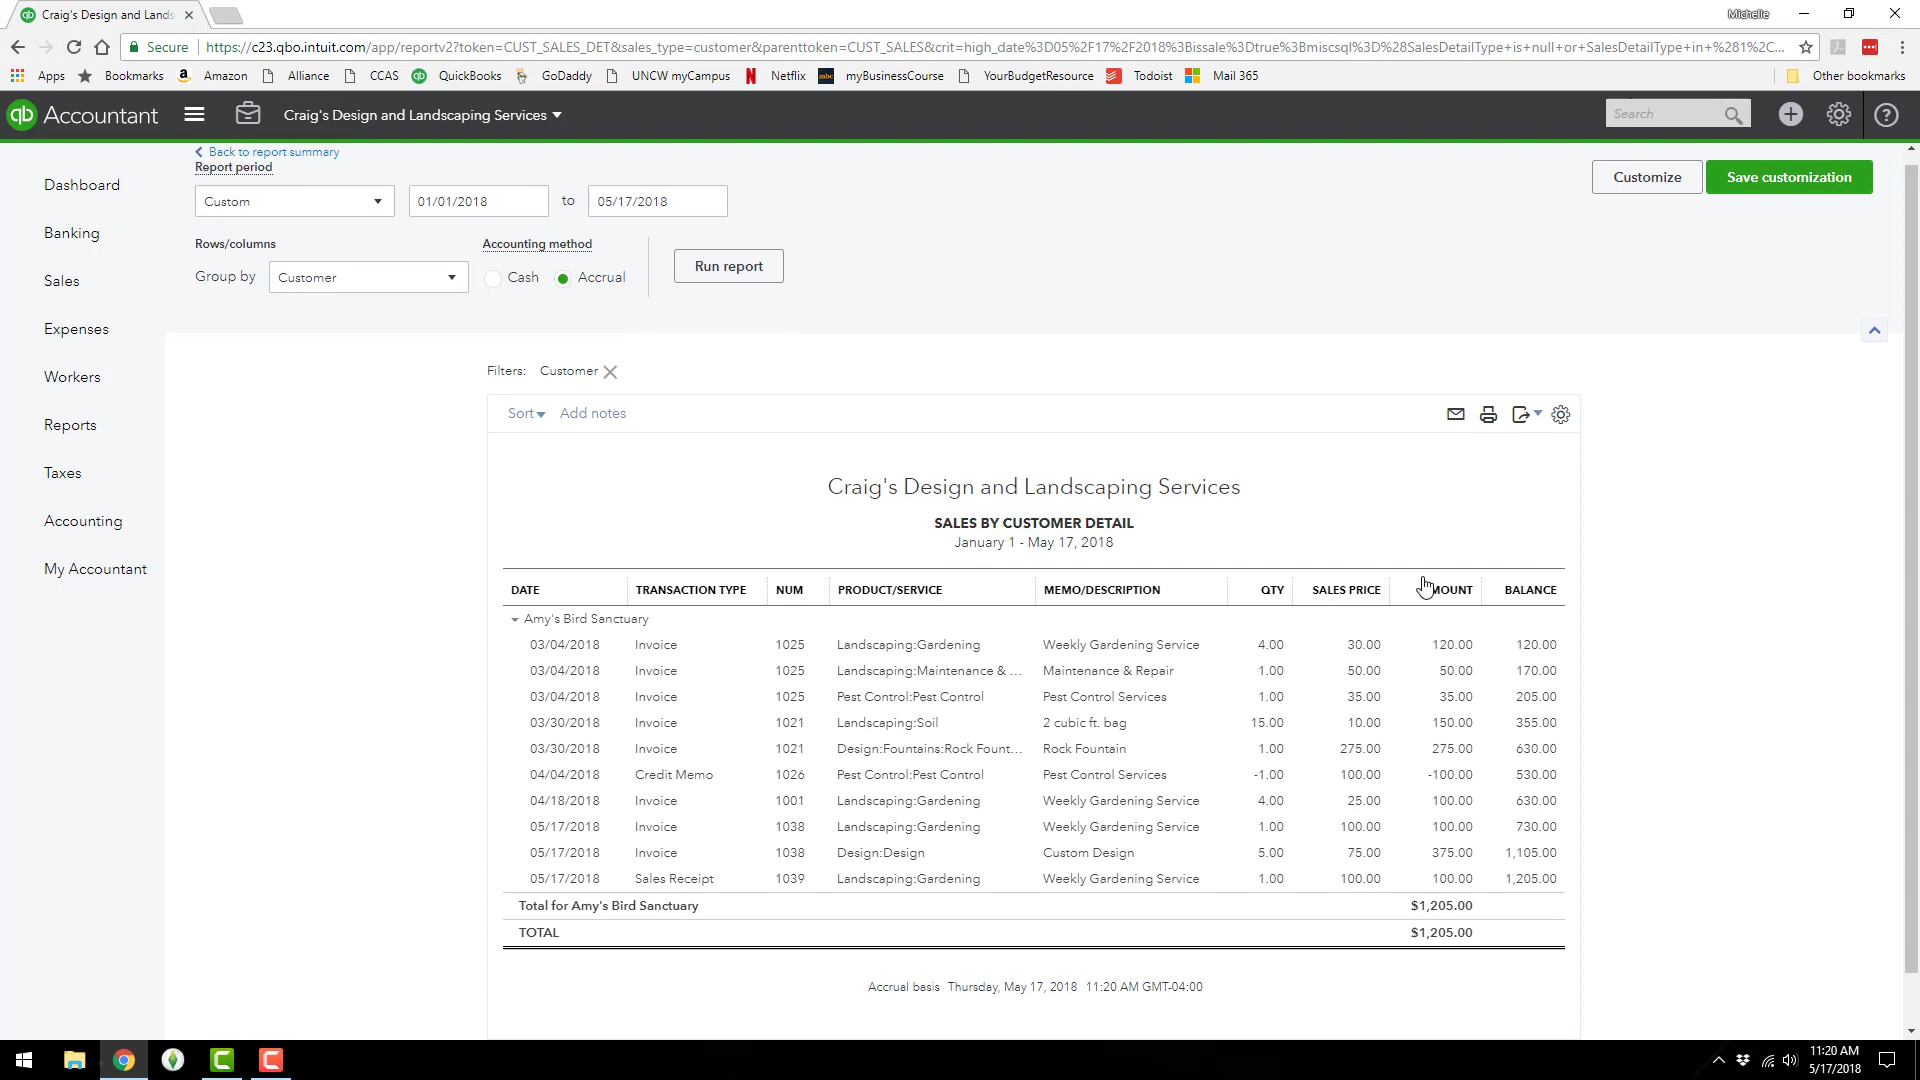 Craig's Design and Lands
Michelle
Secure https://c23.qbo.intuit.com/app/reportv2?token=CUST_SALES_DET&sales_type=customer&parenttoken=CUST_SALES&crit=high_date%3D05%2F17%2F2018%3Bissale%3Dtrue%3Bmiscsql%3D%28SalesDetailType+is+null+or+SalesDetailType+in+%281%2C...
Apps Bookmarks Amazon Alliance CCAS QuickBooks GoDaddy UNCW myCampus Netflix myBusinessCourse YourBudgetResource Todoist Mail 365 Other bookmarks
qb Accountant Craig's Design and Landscaping Services Search
Back to report summary
Report period
Custom 01/01/2018 to 05/17/2018
Customize Save customization
Rows/columns Accounting method
Group by Customer Cash Accrual Run report
Dashboard
Banking
Sales
Expenses
Workers
Reports
Taxes
Accounting
My Accountant
Filters: Customer
Sort Add notes
Craig's Design and Landscaping Services
SALES BY CUSTOMER DETAIL
January 1 - May 17, 2018
DATE TRANSACTION TYPE NUM PRODUCT/SERVICE MEMO/DESCRIPTION QTY SALES PRICE MOUNT BALANCE
Amy's Bird Sanctuary
03/04/2018 Invoice 1025 Landscaping:Gardening Weekly Gardening Service 4.00 30.00 120.00 120.00
03/04/2018 Invoice 1025 Landscaping:Maintenance & ... Maintenance & Repair 1.00 50.00 50.00 170.00
03/04/2018 Invoice 1025 Pest Control:Pest Control Pest Control Services 1.00 35.00 35.00 205.00
03/30/2018 Invoice 1021 Landscaping:Soil 2 cubic ft. bag 15.00 10.00 150.00 355.00
03/30/2018 Invoice 1021 Design:Fountains:Rock Fount... Rock Fountain 1.00 275.00 275.00 630.00
04/04/2018 Credit Memo 1026 Pest Control:Pest Control Pest Control Services -1.00 100.00 -100.00 530.00
04/18/2018 Invoice 1001 Landscaping:Gardening Weekly Gardening Service 4.00 25.00 100.00 630.00
05/17/2018 Invoice 1038 Landscaping:Gardening Weekly Gardening Service 1.00 100.00 100.00 730.00
05/17/2018 Invoice 1038 Design:Design Custom Design 5.00 75.00 375.00 1,105.00
05/17/2018 Sales Receipt 1039 Landscaping:Gardening Weekly Gardening Service 1.00 100.00 100.00 1,205.00
Total for Amy's Bird Sanctuary $1,205.00
TOTAL $1,205.00
Accrual basis Thursday, May 17, 2018 11:20 AM GMT-04:00
11:20 AM
5/17/2018